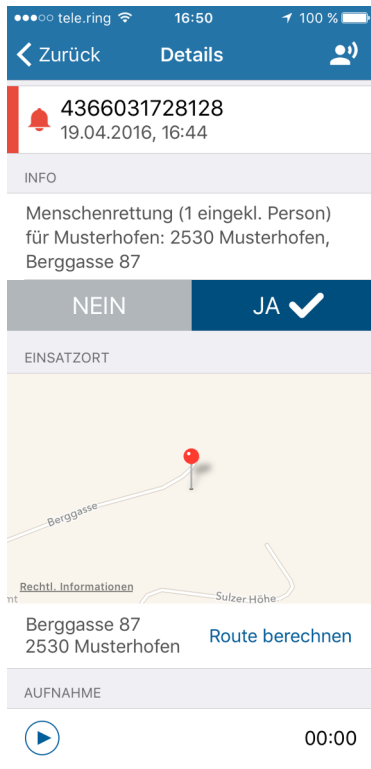 tele.ring 16:50 100 %
Zurück Details
4366031728128
19.04.2016, 16:44
INFO
Menschenrettung (1 eingekl. Person)
für Musterhofen: 2530 Musterhofen,
Berggasse 87
NEIN JA
EINSATZORT
Berggasse
Rechtl. Informationen
mt Sulzer Höhe
Berggasse 87
2530 Musterhofen
Route berechnen
AUFNAHME
00:00